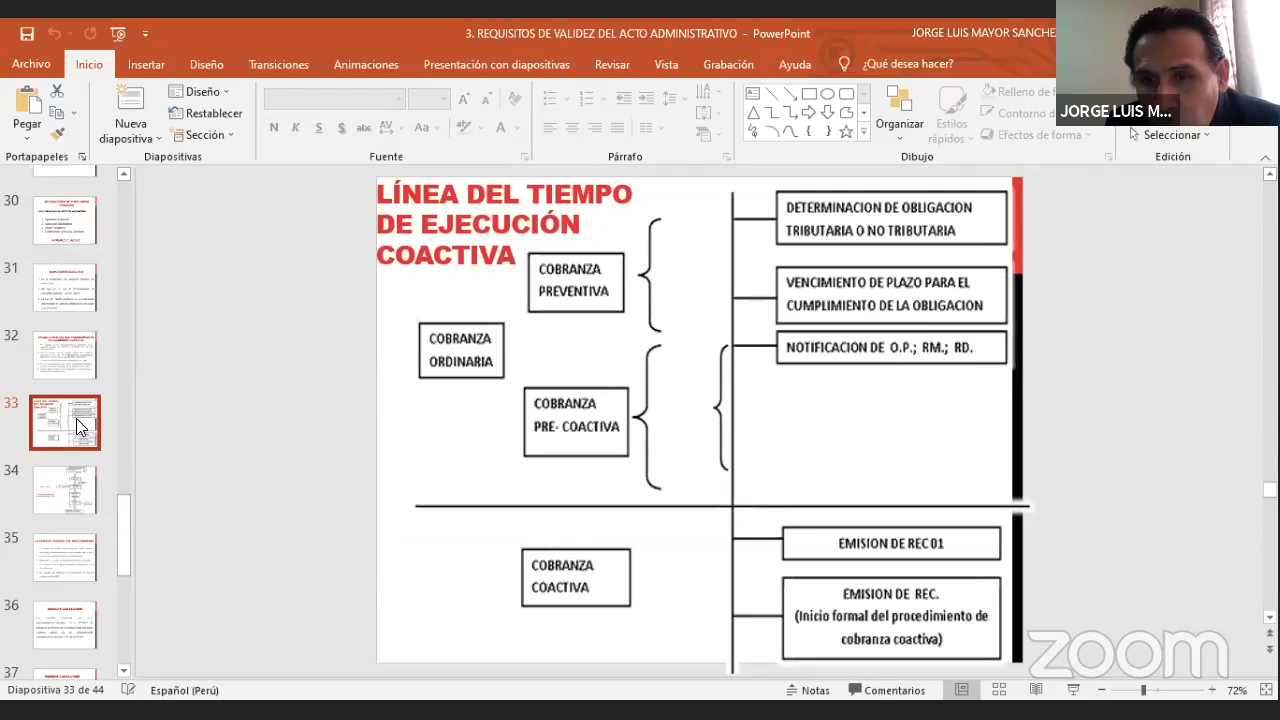 3. REQUISITOS DE VALIDEZ DEL ACTO ADMINISTRATIVO - PowerPoint
JORGE LUIS MAYOR SANCHE
Archivo Inicio Insertar Diseño Transiciones Animaciones Presentación con diapositivas Revisar Vista Grabación Ayuda ¿Qué desea hacer?
JORGE LUIS M...
Pegar
Nueva
diapositiva
Diseño
Restablecer
Sección
N K S S abc AV Aa A
Organizar
Estilos
rápidos
Relleno de f
Contorno d
Efectos de forma
Seleccionar
Portapapeles Diapositivas Fuente Párrafo Dibujo Edición
30
31
32
33
34
35
36
37
LÍNEA DEL TIEMPO
DE EJECUCIÓN
COACTIVA
COBRANZA
PREVENTIVA
COBRANZA
ORDINARIA
COBRANZA
PRE- COACTIVA
COBRANZA
COACTIVA
DETERMINACION DE OBLIGACION
TRIBUTARIA O NO TRIBUTARIA
VENCIMIENTO DE PLAZO PARA EL
CUMPLIMIENTO DE LA OBLIGACION
NOTIFICACION DE O.P.; RM.; RD.
EMISION DE REC 01
EMISION DE REC.
(Inicio formal del procedimiento de
cobranza coactiva)
zoom
Diapositiva 33 de 44 Español (Perú) Notas Comentarios 72%